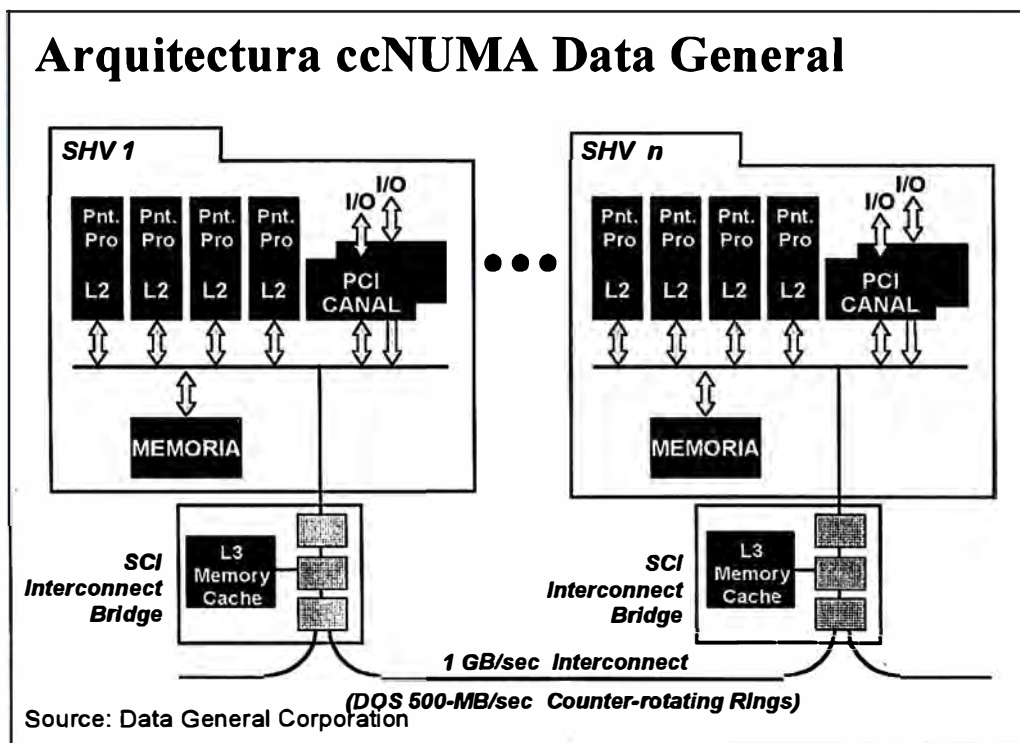 Arquitectura ccNUMA Data General
SHV 1
I/O
I/O
Pnt.
Pro
L2
Pnt.
Pro
L2
Pnt.
Pro
L2
Pnt.
Pro
L2
PCI
CANAL
MEMORIA
SHV n
I/O
I/O
Pnt.
Pro
L2
Pnt.
Pro
L2
Pnt.
Pro
L2
Pnt.
Pro
L2
PCI
CANAL
MEMORIA
SCI
Interconnect
Bridge
L3
Memory
Cache
SCI
Interconnect
Bridge
L3
Memory
Cache
1 GB/sec Interconnect
(DOS 500-MB/sec Counter-rotating Rings)
Source: Data General Corporation